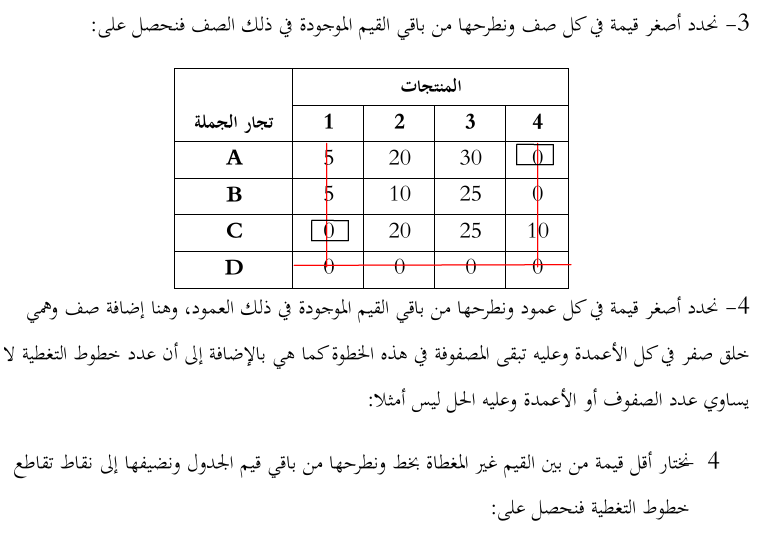 3– نحدد أصغر قيمة في كل صف ونطرحها من باقي القيم الموجودة في ذلك الصف فنحصل على:
تجار الجملة المنتجات
1 2 3 4
A 5 20 30 0
B 5 10 25 0
C 0 20 25 10
D 0 0 0 0
4– نحدد أصغر قيمة في كل عمود ونطرحها من باقي القيم الموجودة في ذلك العمود، وهنا إضافة صف وهمي
خلق صفر في كل الأعمدة وعليه تبقى المصفوفة في هذه الخطوة كما هي بالإضافة إلى أن عدد خطوط التغطية لا
يساوي عدد الصفوف أو الأعمدة وعليه الحل ليس أمثلا:
4 نختار أقل قيمة من بين القيم غير المغطاة بخط ونطرحها من باقي قيم الجدول ونضيفها إلى نقاط تقاطع
خطوط التغطية فنحصل على: